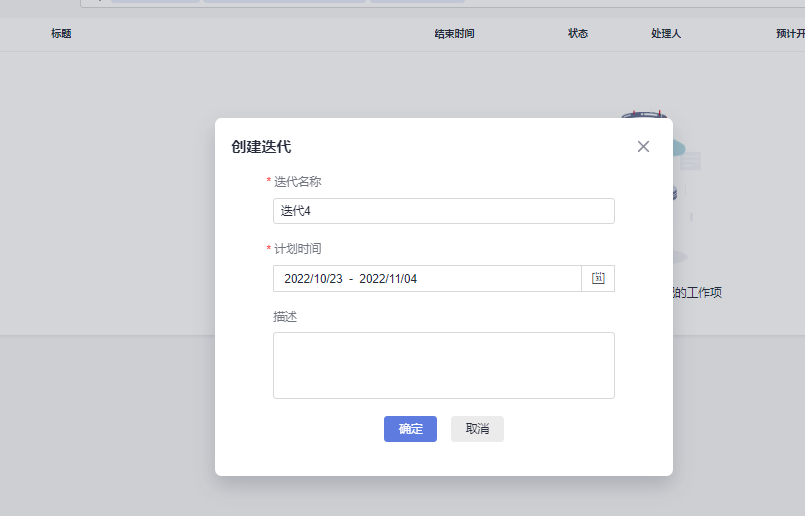 标题 结束时间 状态 处理人 预计开
创建迭代
* 迭代名称
迭代4
* 计划时间
2022/10/23 - 2022/11/04
31
的工作项
描述
确定 取消